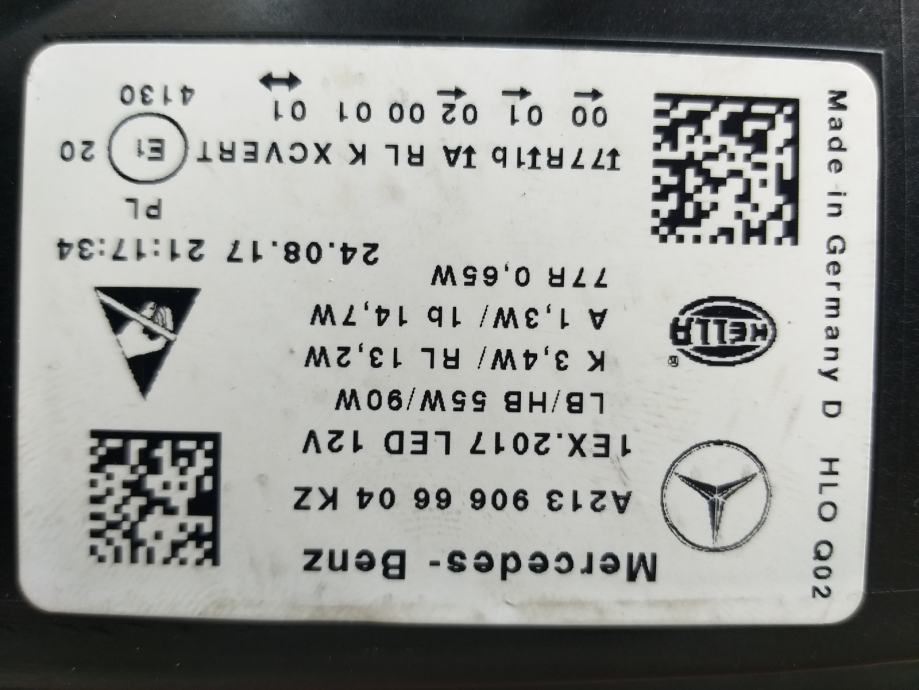 Mercedes-Benz
A213 906 66 04 KZ
1EX.2017 LED 12V
LB/HB 55W/90W
K 3,4W/ RL 13,2W
A 1,3W/ 1b 14,7W
77R 0,65W
HELLA ®
24.08.17 21:17:34
PL
↑77R↑1b ↑A RL K XCVERT E1 20
00 01 02 00 01 01 4130
Made in Germany D HLO Q02